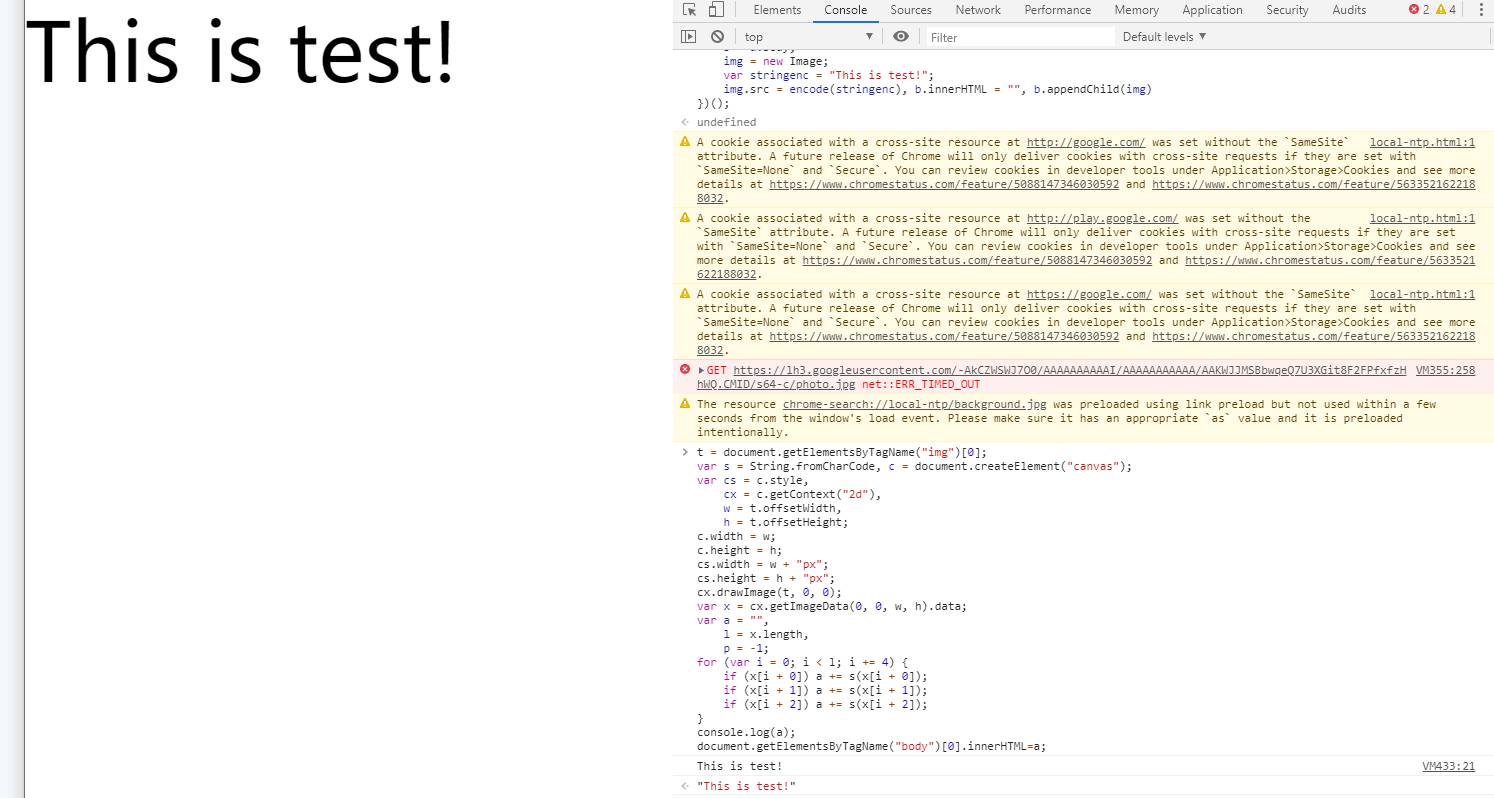 This is test!
Elements Console Sources Network Performance Memory Application Security Audits 2 4
top Filter Default levels
img = new Image;
var stringenc = "This is test!";
img.src = encode(stringenc), b.innerHTML = "", b.appendChild(img)
})();
undefined
A cookie associated with a cross-site resource at http://google.com/ was set without the `SameSite` local-ntp.html:1
attribute. A future release of Chrome will only deliver cookies with cross-site requests if they are set with
`SameSite=None` and `Secure`. You can review cookies in developer tools under Application>Storage>Cookies and see more
details at https://www.chromestatus.com/feature/5088147346030592 and https://www.chromestatus.com/feature/563352162218
8032.
A cookie associated with a cross-site resource at http://play.google.com/ was set without the local-ntp.html:1
`SameSite` attribute. A future release of Chrome will only deliver cookies with cross-site requests if they are set
with `SameSite=None` and `Secure`. You can review cookies in developer tools under Application>Storage>Cookies and see
more details at https://www.chromestatus.com/feature/5088147346030592 and https://www.chromestatus.com/feature/5633521
622188032.
A cookie associated with a cross-site resource at https://google.com/ was set without the `SameSite` local-ntp.html:1
attribute. A future release of Chrome will only deliver cookies with cross-site requests if they are set with
`SameSite=None` and `Secure`. You can review cookies in developer tools under Application>Storage>Cookies and see more
details at https://www.chromestatus.com/feature/5088147346030592 and https://www.chromestatus.com/feature/563352162218
8032.
GET https://lh3.googleusercontent.com/-AkCZWSWJ7O0/AAAAAAAAAAI/AAAAAAAAAAA/AAKWJJMSBbwqeQ7U3XGit8F2FPfxfzH VM355:258
hWQ.CMID/s64-c/photo.jpg net::ERR_TIMED_OUT
The resource chrome-search://local-ntp/background.jpg was preloaded using link preload but not used within a few
seconds from the window's load event. Please make sure it has an appropriate `as` value and it is preloaded
intentionally.
> t = document.getElementsByTagName("img")[0];
var s = String.fromCharCode, c = document.createElement("canvas");
var cs = c.style,
cx = c.getContext("2d"),
w = t.offsetWidth,
h = t.offsetHeight;
c.width = w;
c.height = h;
cs.width = w + "px";
cs.height = h + "px";
cx.drawImage(t, 0, 0);
var x = cx.getImageData(0, 0, w, h).data;
var a = "",
l = x.length,
p = -1;
for (var i = 0; i < l; i += 4) {
if (x[i + 0]) a += s(x[i + 0]);
if (x[i + 1]) a += s(x[i + 1]);
if (x[i + 2]) a += s(x[i + 2]);
}
console.log(a);
document.getElementsByTagName("body")[0].innerHTML=a;
This is test! VM433:21
"This is test!"